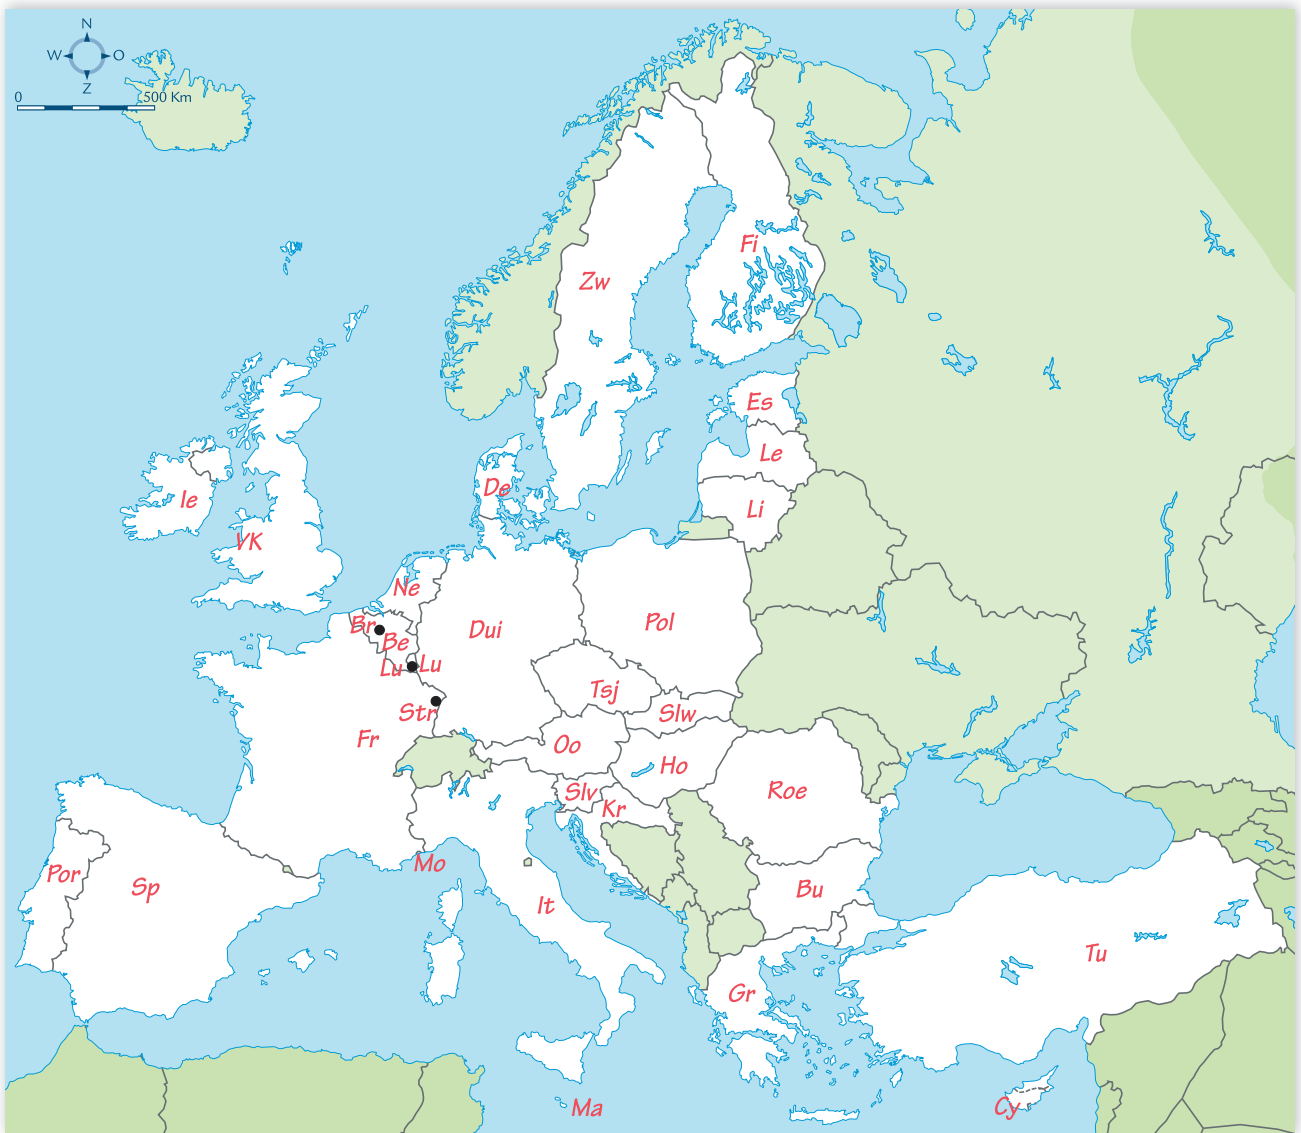 N
W O
Z
0 500 Km
Fi
Zw
Es
Le
De
Ie
Li
VK
Ne
Br
Pol
Dui
Be
Lu Lu
Tsj
Str
Slw
Fr
Oo
Ho
Slv
Roe
Kr
Mo
Por
Sp
Bu
It
Tu
Gr
Ma
Cy